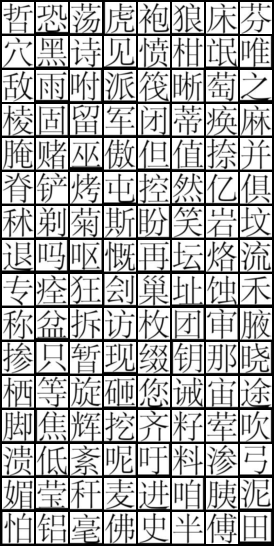 哲恐荡虎袍狼床芬
穴黑诗见愤柑氓唯
敌雨咐派筏晰萄之
棱固留军闭蒂焕麻
腌赌巫傲但值捺并
脊铲烤屯控然亿俱
秫剃菊斯盼笑岩坟
退吗呕慨再坛烙流
专痊狂刽巢址蚀禾
称盆拆访枚团审腋
掺只暂现缀钥那晓
栖等旋砸您诫宙途
脚焦辉挖齐籽荤吹
溃低紊呢吁料渗弓
媚莹秆麦进咱胰泥
怕铝毫佛史半傅田